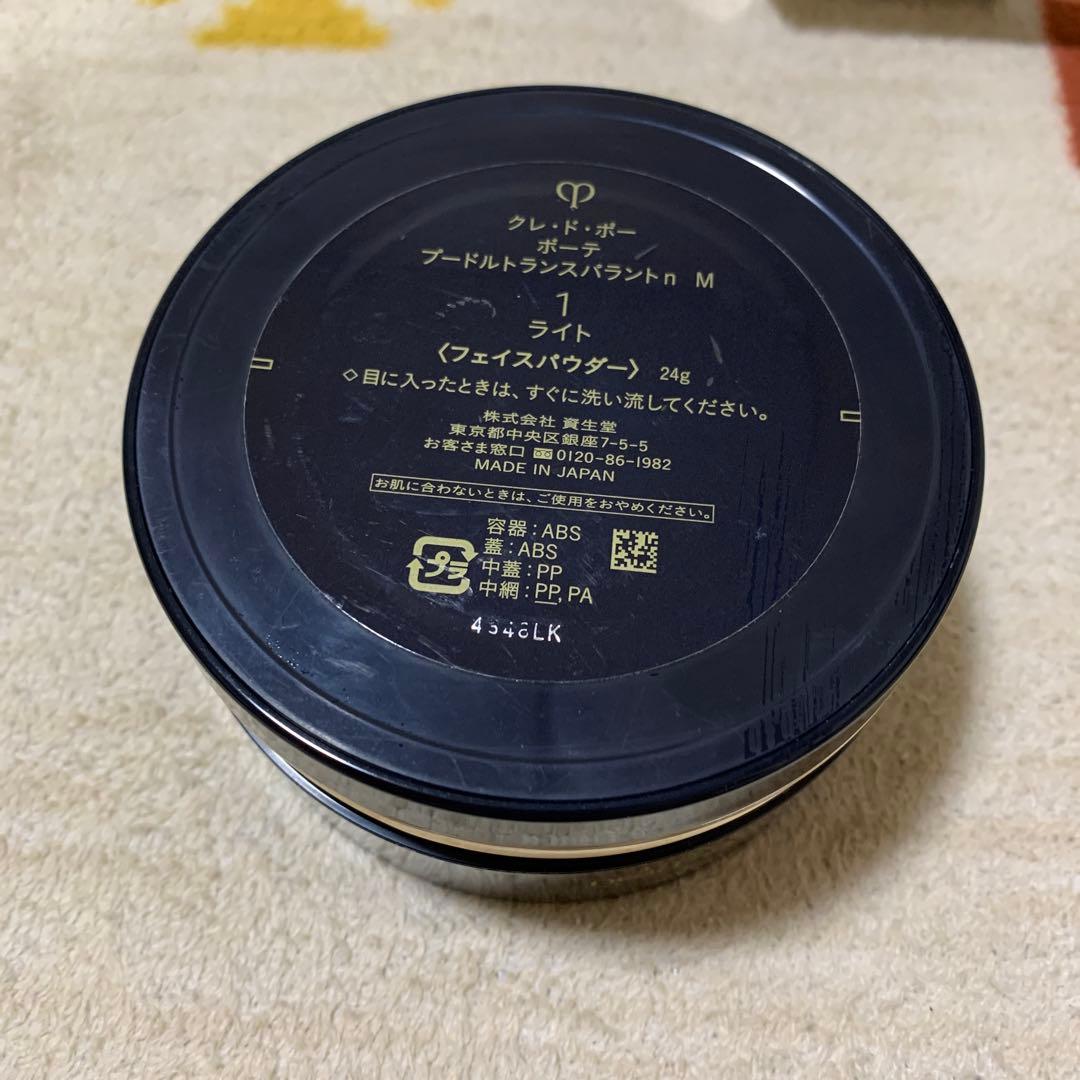 クレ・ド・ポー
ボーテ
プードルトランスパラントn M
1
ライト
〈フェイスパウダー〉 24g
◇目に入ったときは、すぐに洗い流してください。
株式会社 資生堂
東京都中央区銀座7-5-5
お客さま窓口 0120-86-1982
MADE IN JAPAN
お肌に合わないときは、ご使用をおやめください。
容器:ABS
蓋:ABS
プラ
中蓋:PP
中網:PP, PA